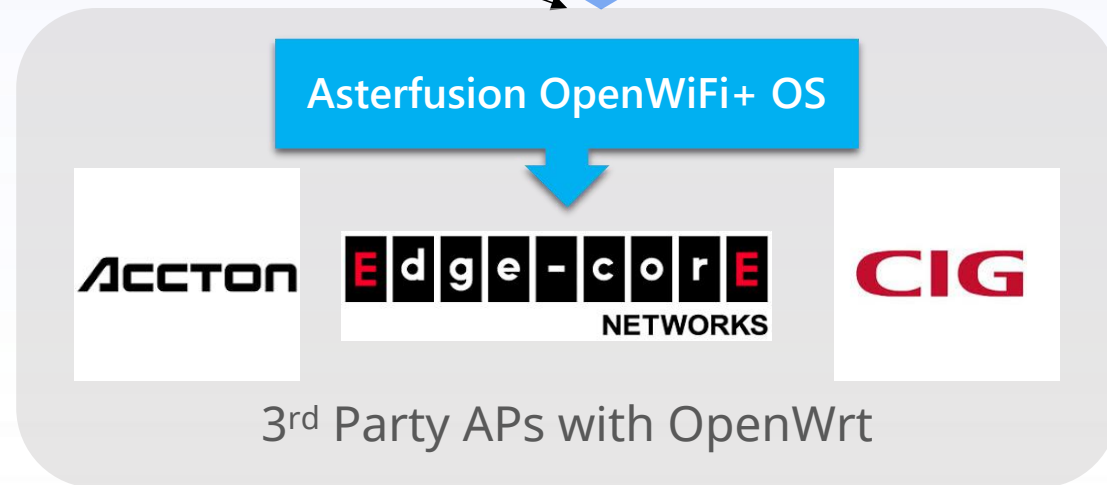 Asterfusion OpenWiFi+ OS
Accton
Edge-corE
NETWORKS
CIG
3rd Party APs with OpenWrt